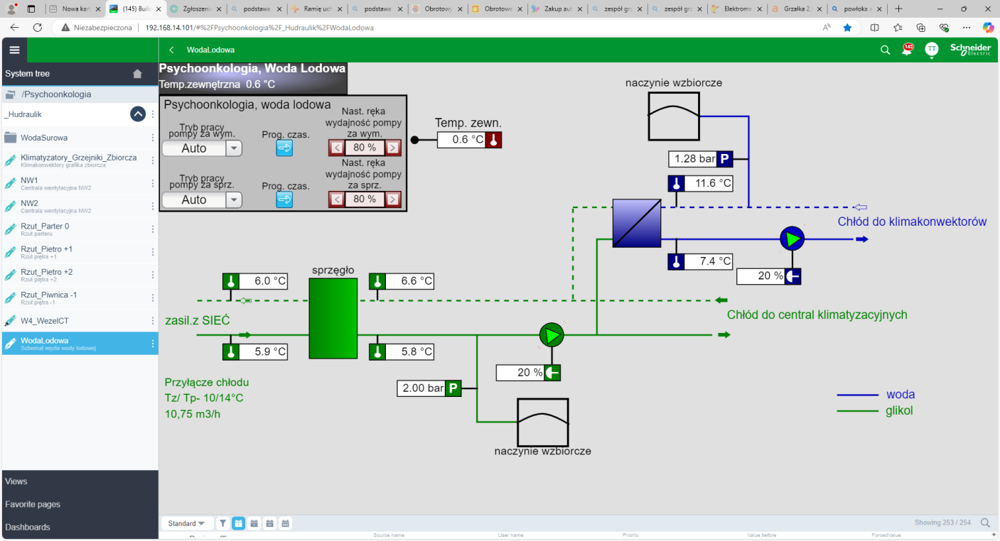 Nowa kart
(145) Builc
Zgłoszenia
podstawa
Ramię uch
podstawa
Obrotowy
Obrotowe
Zakup aut
zespół grz
zespół grz
Elektrome
Grzałka 2,
powłoka
Niezabezpieczona
192.168.14.101/#%2FPsychoonkologia%2F_Hudraulik%2FWodaLodowa
WodaLodowa
145
TT
Schneider
Electric
System tree
/Psychoonkologia
_Hudraulik
WodaSurowa
Klimatyzatory_Grzejniki_Zbiorcza
Klimakonwektory grafika zbiorcza
NW1
Centrala wentylacyjna NW2
NW2
Centrala wentylacyjna NW2
Rzut_Parter 0
Rzut parteru
Rzut_Pietro +1
Rzut piętra +1
Rzut_Pietro +2
Rzut piętra +2
Rzut_Piwnica -1
Rzut piętra -1
W4_WezelCT
WodaLodowa
Schemat węzła wody lodowej
Views
Favorite pages
Dashboards
Psychoonkologia, Woda Lodowa
Temp.zewnętrzna 0.6 °C
Psychoonkologia, woda lodowa
Tryb pracy
pompy za wym.
Auto
Prog. czas.
Nast. ręka
wydajność pompy
za wym.
80 %
Tryb pracy
pompy za sprz.
Auto
Prog. czas.
Nast. ręka
wydajność pompy
za sprz.
80 %
Temp. zewn.
0.6 °C
naczynie wzbiorcze
1.28 bar P
11.6 °C
Chłód do klimakonwektorów
7.4 °C
20 %
sprzęgło
6.0 °C
6.6 °C
zasil.z SIEĆ
Chłód do central klimatyzacyjnych
5.9 °C
5.8 °C
20 %
Przyłącze chłodu
Tz/ Tp- 10/14°C
10,75 m3/h
2.00 bar P
naczynie wzbiorcze
woda
glikol
Standard
Showing 253 / 254
Source name
User name
Priority
Value before
ForcedValue